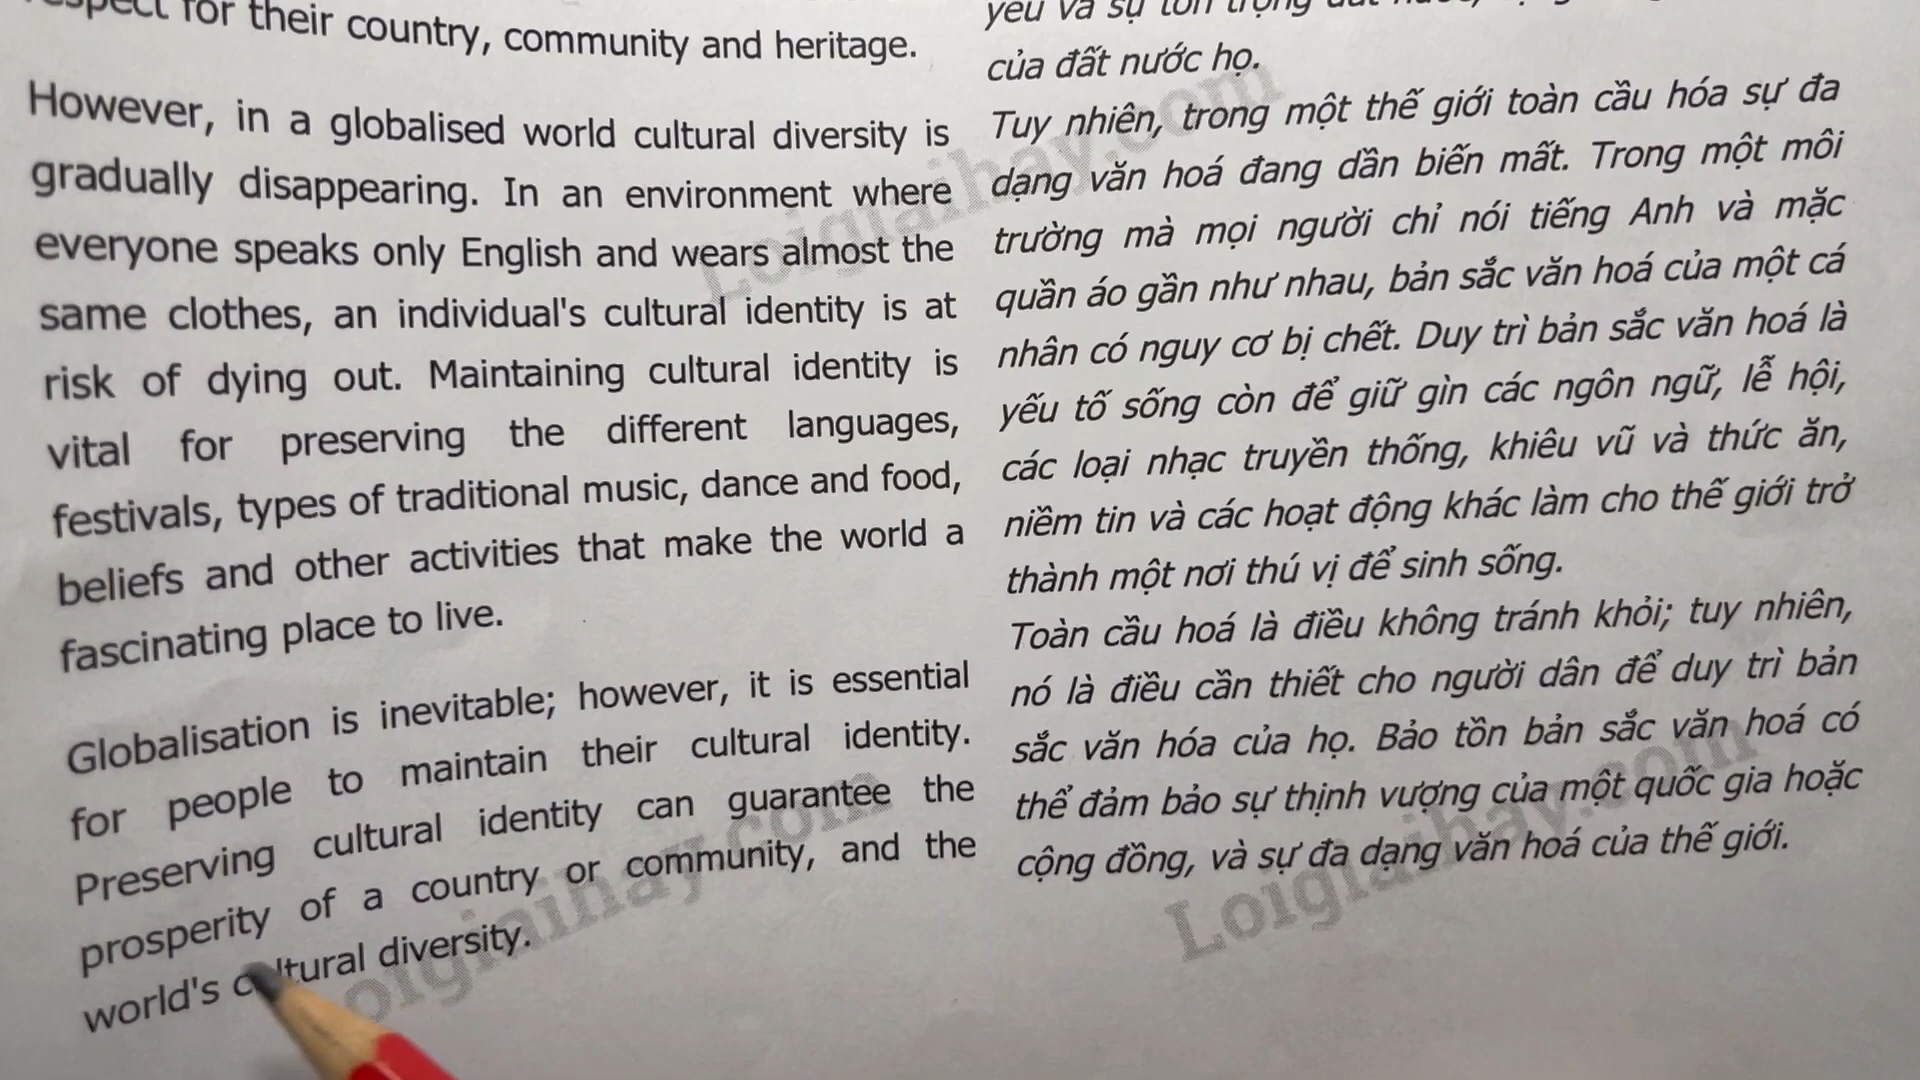 for their country, community and heritage.
However, in a globalised world cultural diversity is
gradually disappearing. In an environment where
everyone speaks only English and wears almost the
same clothes, an individual's cultural identity is at
risk of dying out. Maintaining cultural identity is
vital for preserving the different languages,
festivals, types of traditional music, dance and food,
beliefs and other activities that make the world a
fascinating place to live.
Globalisation is inevitable; however, it is essential
for people to maintain their cultural identity.
Preserving cultural identity can guarantee the
prosperity of a country or community, and the
world's cultural diversity.
của đất nước họ.
Tuy nhiên, trong một thế giới toàn cầu hóa sự đa
dạng văn hoá đang dần biến mất. Trong một môi
trường mà mọi người chỉ nói tiếng Anh và mặc
quần áo gần như nhau, bản sắc văn hoá của một cá
nhân có nguy cơ bị chết. Duy trì bản sắc văn hoá là
yếu tố sống còn để giữ gìn các ngôn ngữ, lễ hội,
các loại nhạc truyền thống, khiêu vũ và thức ăn,
niềm tin và các hoạt động khác làm cho thế giới trở
thành một nơi thú vị để sinh sống.
Toàn cầu hoá là điều không tránh khỏi; tuy nhiên,
nó là điều cần thiết cho người dân để duy trì bản
sắc văn hóa của họ. Bảo tồn bản sắc văn hoá có
thể đảm bảo sự thịnh vượng của một quốc gia hoặc
cộng đồng, và sự đa dạng văn hoá của thế giới.
Loigiaihay.com
Loigiaihay.com